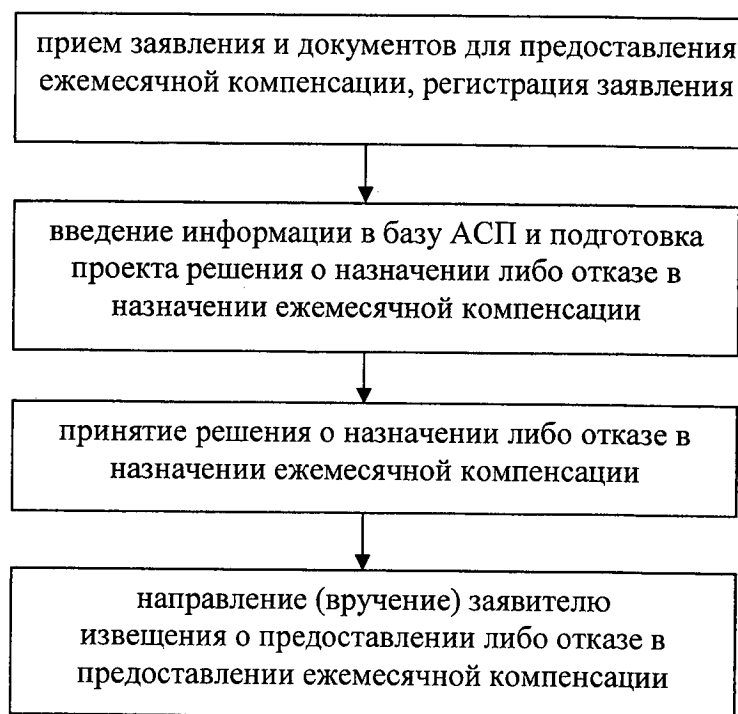 прием заявления и документов для предоставления
ежемесячной компенсации, регистрация заявления
введение информации в базу АСП и подготовка
проекта решения о назначении либо отказе в
назначении ежемесячной компенсации
принятие решения о назначении либо отказе в
назначении ежемесячной компенсации
направление (вручение) заявителю
извещения о предоставлении либо отказе в
предоставлении ежемесячной компенсации